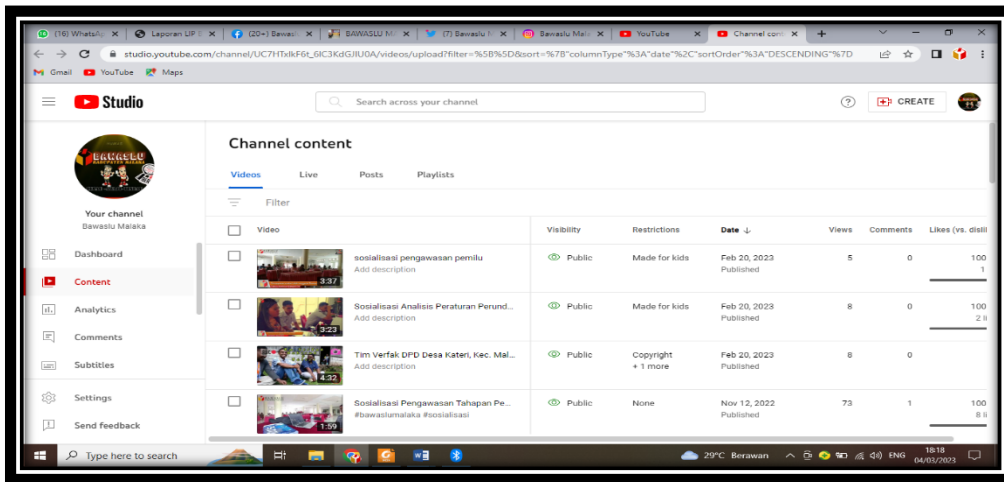 (16) WhatsAp
Laporan LIP E
(20+) Bawaslu
BAWASLU MA
(7) Bawaslu M
Bawaslu Mala
YouTube
Channel cont
studio.youtube.com/channel/UC7HTxlkF6t_6IC3KdGJIU0A/videos/upload?filter=%5B%5D&sort=%7B"columnType"%3A"date"%2C"sortOrder"%3A"DESCENDING"%7D
Gmail YouTube Maps
Studio
Search across your channel
CREATE
BAWASLU
Your channel
Bawaslu Malaka
Dashboard
Content
Analytics
Comments
Subtitles
Settings
Send feedback
Channel content
Videos Live Posts Playlists
Filter
Video Visibility Restrictions Date ↓ Views Comments Likes (vs. disli
sosialisasi pengawasan pemilu Public Made for kids Feb 20, 2023 5 0 100
Add description Published 1
3:37
Sosialisasi Analisis Peraturan Perund... Public Made for kids Feb 20, 2023 8 0 100
Add description Published 2 li
3:23
Tim Verfak DPD Desa Kateri, Kec. Mal... Public Copyright Feb 20, 2023 8 0
Add description + 1 more Published
4:32
Sosialisasi Pengawasan Tahapan Pe... Public None Nov 12, 2022 73 1 100
#bawaslumalaka #sosialisasi Published 8 li
1:59
Type here to search
29°C Berawan
ENG
18:18
04/03/2023